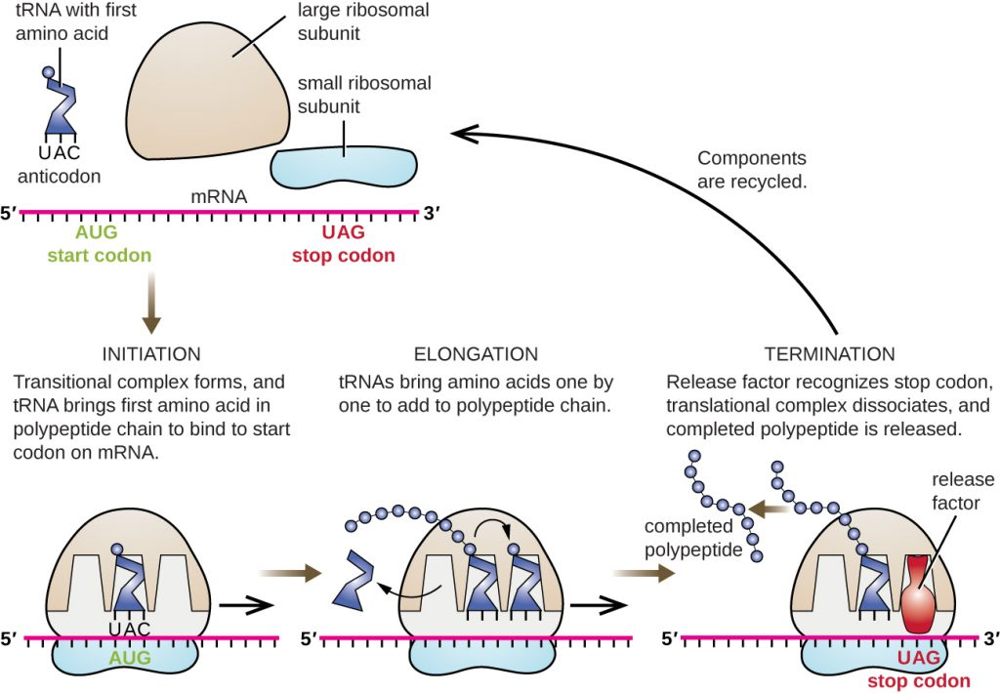 tRNA with first
amino acid
large ribosomal
subunit
small ribosomal
subunit
UAC
anticodon
mRNA
5′
3′
AUG
start codon
UAG
stop codon
Components
are recycled.
INITIATION
Transitional complex forms, and
tRNA brings first amino acid in
polypeptide chain to bind to start
codon on mRNA.
ELONGATION
tRNAs bring amino acids one by
one to add to polypeptide chain.
TERMINATION
Release factor recognizes stop codon,
translational complex dissociates, and
completed polypeptide is released.
release
factor
completed
polypeptide
UAC
5′
AUG
5′
5′
3′
UAG
stop codon